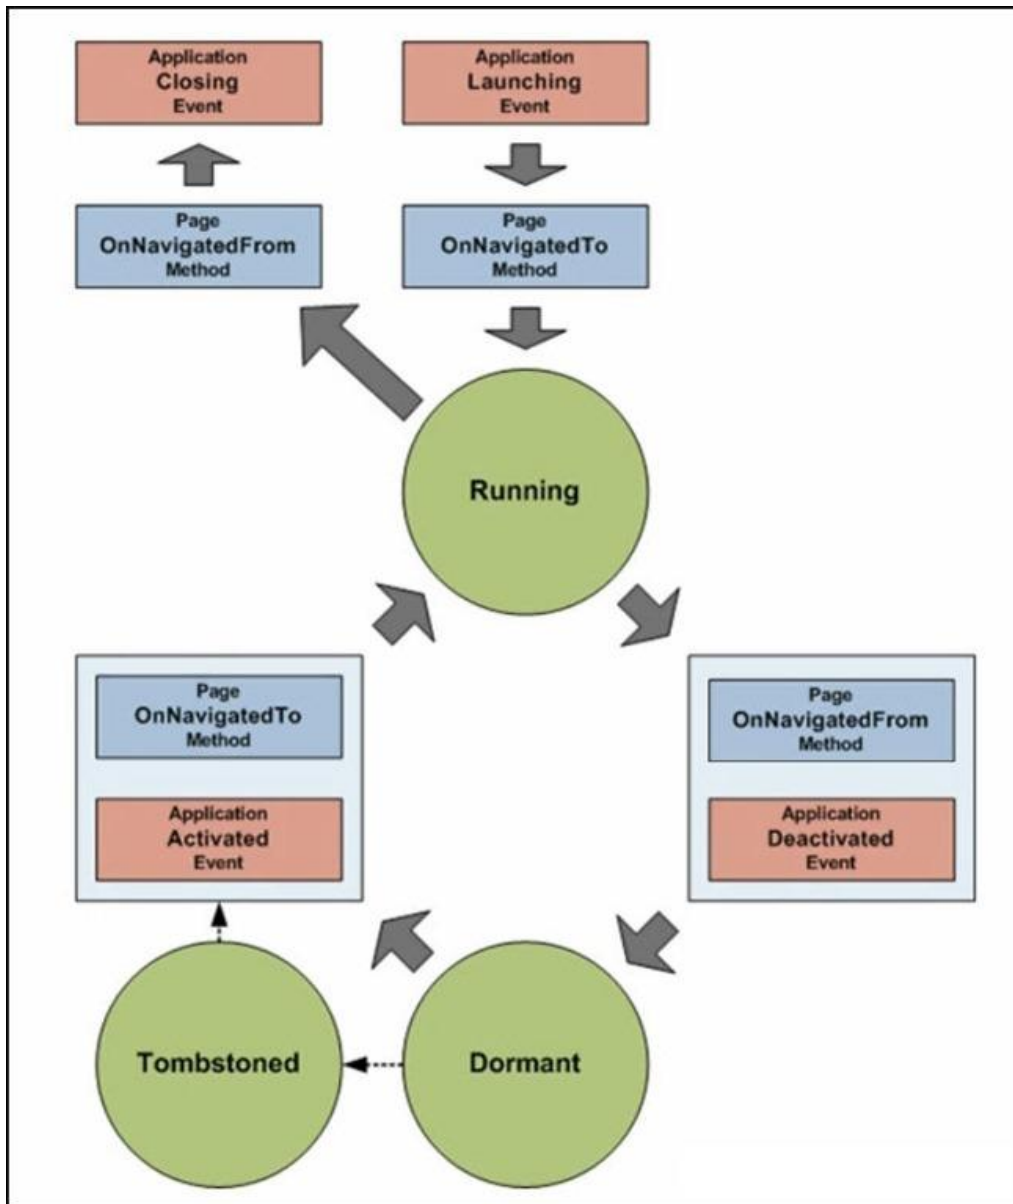 Application
Closing
Event
Application
Launching
Event
Page
OnNavigatedFrom
Method
Page
OnNavigatedTo
Method
Running
Page
OnNavigatedTo
Method
Application
Activated
Event
Page
OnNavigatedFrom
Method
Application
Deactivated
Event
Tombstoned
Dormant